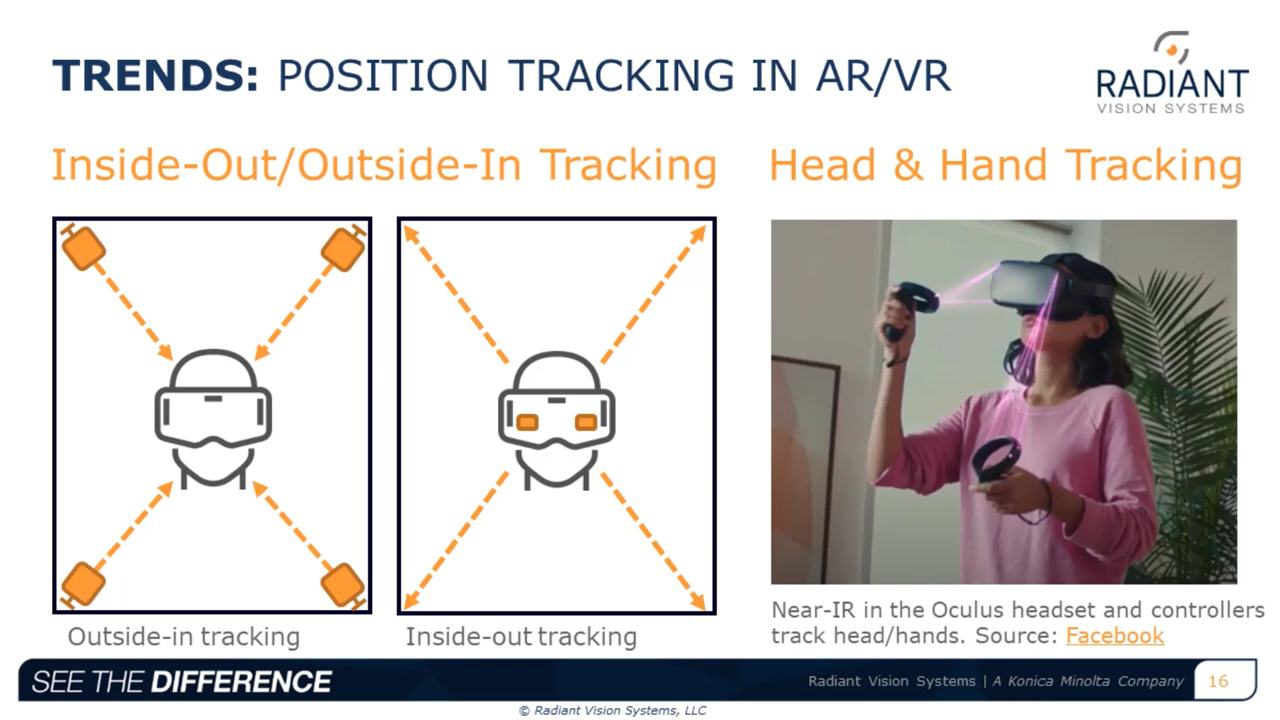 TRENDS: POSITION TRACKING IN AR/VR
RADIANT
VISION SYSTEMS
Inside-Out/Outside-In Tracking
Head & Hand Tracking
Outside-in tracking
Inside-out tracking
Near-IR in the Oculus headset and controllers
track head/hands. Source: Facebook
SEE THE DIFFERENCE
Radiant Vision Systems | A Konica Minolta Company
16
© Radiant Vision Systems, LLC